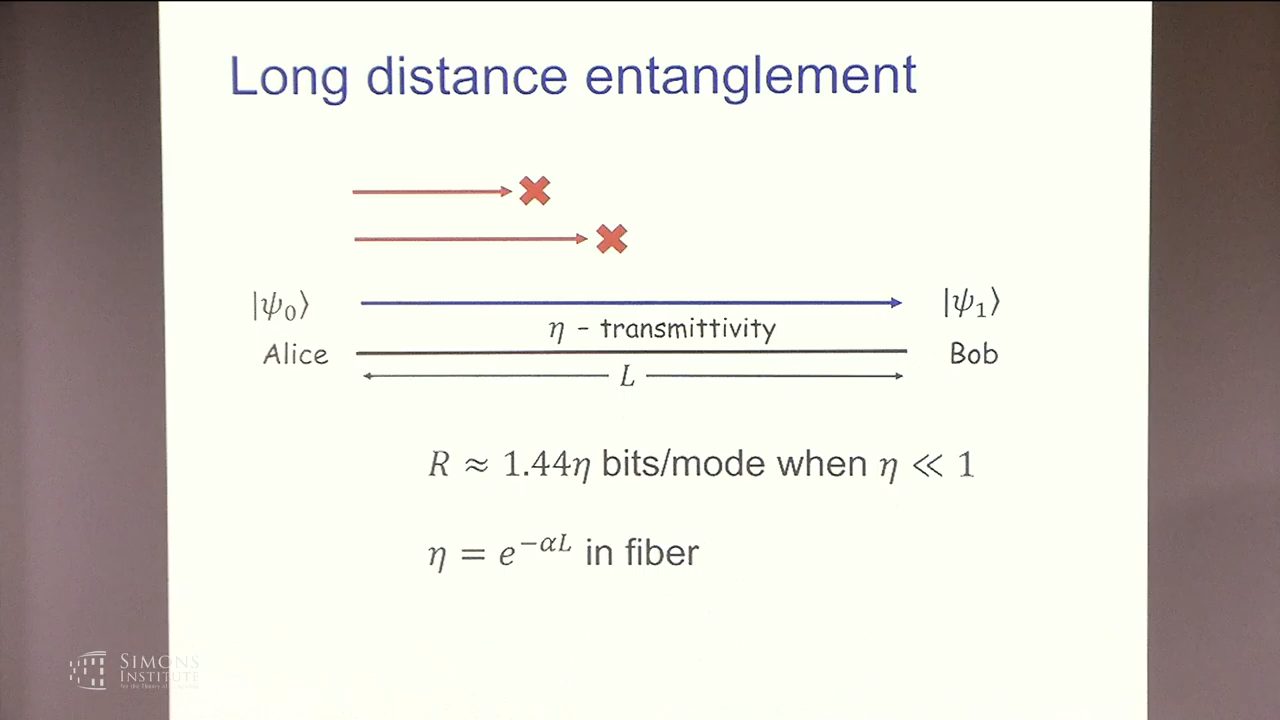 Long distance entanglement
|ψ₀⟩
|ψ₁⟩
η - transmittivity
Alice
Bob
L
R ≈ 1.44η bits/mode when η ≪ 1
η = e^{-αL} in fiber
SIMONS
INSTITUTE